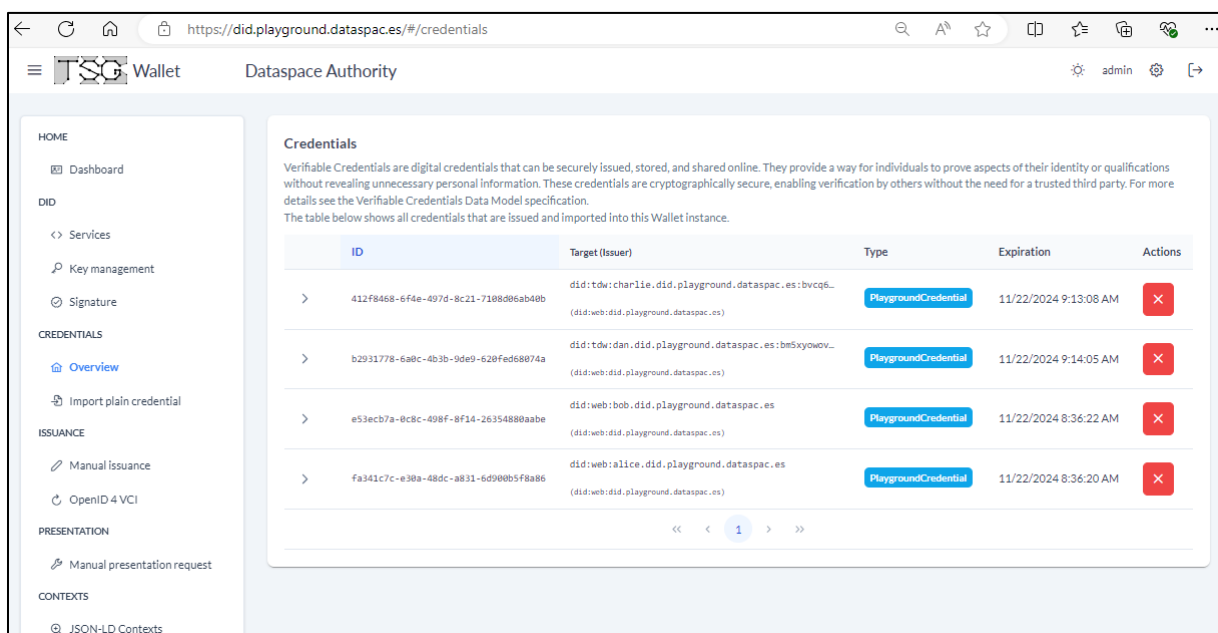 https://did.playground.dataspac.es/#/credentials
TSG Wallet
Dataspace Authority
admin
HOME
Dashboard
DID
<> Services
Key management
Signature
CREDENTIALS
Overview
Import plain credential
ISSUANCE
Manual issuance
OpenID 4 VCI
PRESENTATION
Manual presentation request
CONTEXTS
JSON-LD Contexts
Credentials
Verifiable Credentials are digital credentials that can be securely issued, stored, and shared online. They provide a way for individuals to prove aspects of their identity or qualifications
without revealing unnecessary personal information. These credentials are cryptographically secure, enabling verification by others without the need for a trusted third party. For more
details see the Verifiable Credentials Data Model specification.
The table below shows all credentials that are issued and imported into this Wallet instance.
ID Target (Issuer) Type Expiration Actions
412f8468-6f4e-497d-8c21-7108d06ab40b did:tdw:charlie.did.playground.dataspac.es:bvcq6… PlaygroundCredential 11/22/2024 9:13:08 AM
(did:web:did.playground.dataspac.es)
b2931778-6a0c-4b3b-9de9-620fed68074a did:tdw:dan.did.playground.dataspac.es:bm5xyowov… PlaygroundCredential 11/22/2024 9:14:05 AM
(did:web:did.playground.dataspac.es)
e53ecb7a-0c8c-498f-8f14-26354880aabe did:web:bob.did.playground.dataspac.es PlaygroundCredential 11/22/2024 8:36:22 AM
(did:web:did.playground.dataspac.es)
fa341c7c-e30a-48dc-a831-6d900b5f8a86 did:web:alice.did.playground.dataspac.es PlaygroundCredential 11/22/2024 8:36:20 AM
(did:web:did.playground.dataspac.es)
<< < 1 > >>